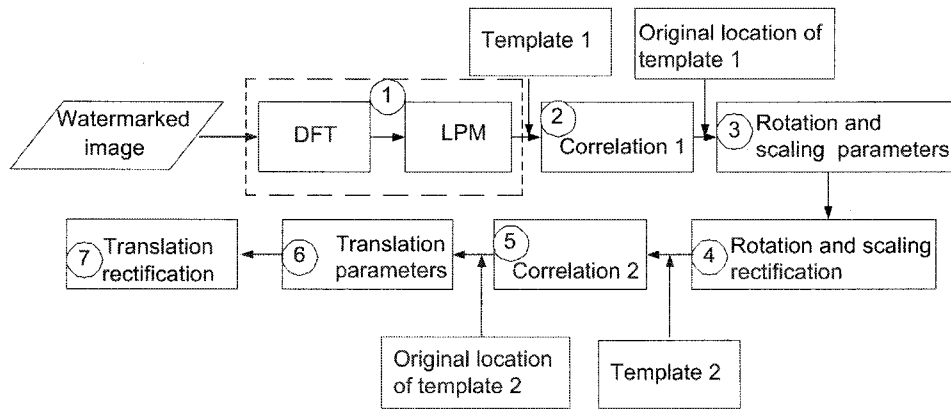 Template 1
Original location of
template 1
1
Watermarked
image
DFT
LPM
2
Correlation 1
3
Rotation and
scaling parameters
7
Translation
rectification
6
Translation
parameters
5
Correlation 2
4
Rotation and scaling
rectification
Original location
of template 2
Template 2